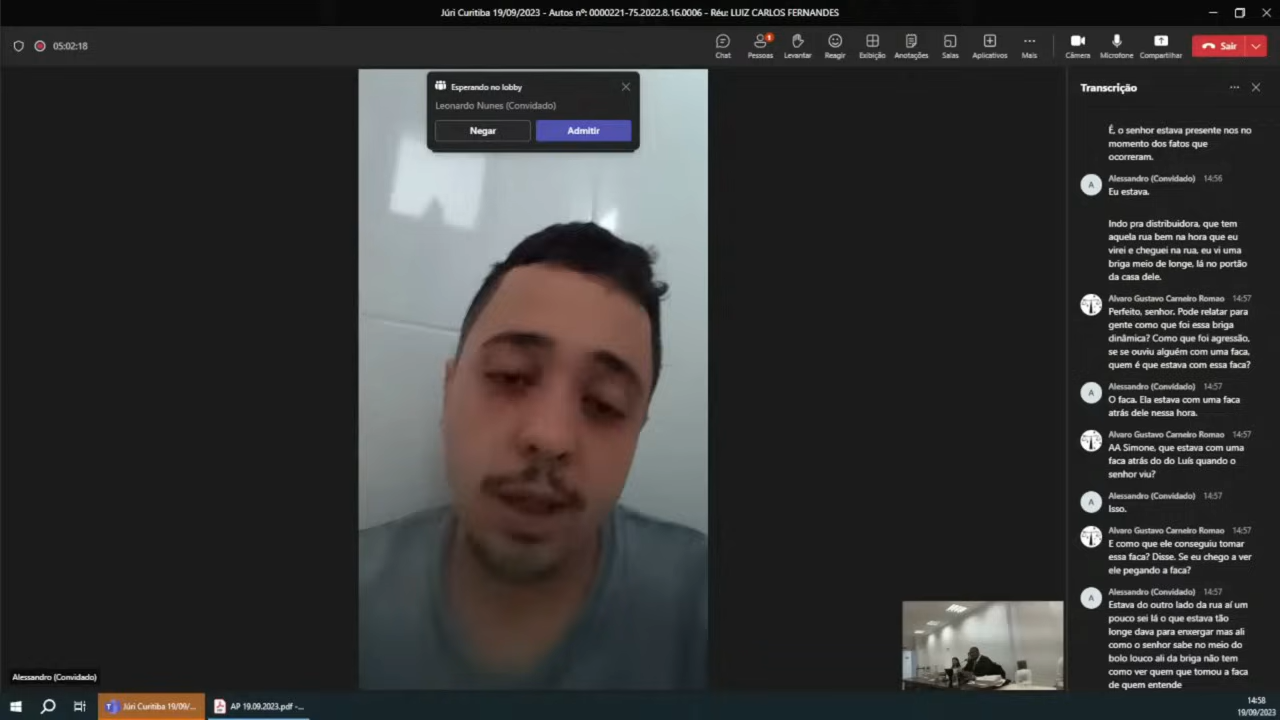 Júri Curitiba 19/09/2023 - Autos nº: 0000221-75.2022.8.16.0006 - Réu: LUIZ CARLOS FERNANDES
05:02:18
Chat
Pessoas
Levantar
Reagir
Exibição
Anotações
Salas
Aplicativos
Mais
Câmera
Microfone
Compartilhar
Sair
Esperando no lobby
Leonardo Nunes (Convidado)
Negar
Admitir
Transcrição
É, o senhor estava presente nos no
momento dos fatos que
ocorreram.
A
Alessandro (Convidado) 14:56
Eu estava.
Indo pra distribuidora, que tem
aquela rua bem na hora que eu
virei e cheguei na rua, eu vi uma
briga meio de longe, lá no portão
da casa dele.
Alvaro Gustavo Carneiro Romao 14:57
Perfeito, senhor. Pode relatar para
gente como que foi essa briga
dinâmica? Como que foi agressão,
se se ouviu alguém com uma faca,
quem é que estava com essa faca?
A
Alessandro (Convidado) 14:57
O faca. Ela estava com uma faca
atrás dele nessa hora.
Alvaro Gustavo Carneiro Romao 14:57
AA Simone, que estava com uma
faca atrás do do Luís quando o
senhor viu?
A
Alessandro (Convidado) 14:57
Isso.
Alvaro Gustavo Carneiro Romao 14:57
E como que ele conseguiu tomar
essa faca? Disse. Se eu chego a ver
ele pegando a faca?
A
Alessandro (Convidado) 14:57
Estava do outro lado da rua aí um
pouco sei lá o que estava tão
longe dava para enxergar mas ali
como o senhor sabe no meio do
bolo louco ali da briga não tem
como ver quem que tomou a faca
de quem entende
Alessandro (Convidado)
Júri Curitiba 19/09/...
AP 19.09.2023.pdf -...
14:58
19/09/2023